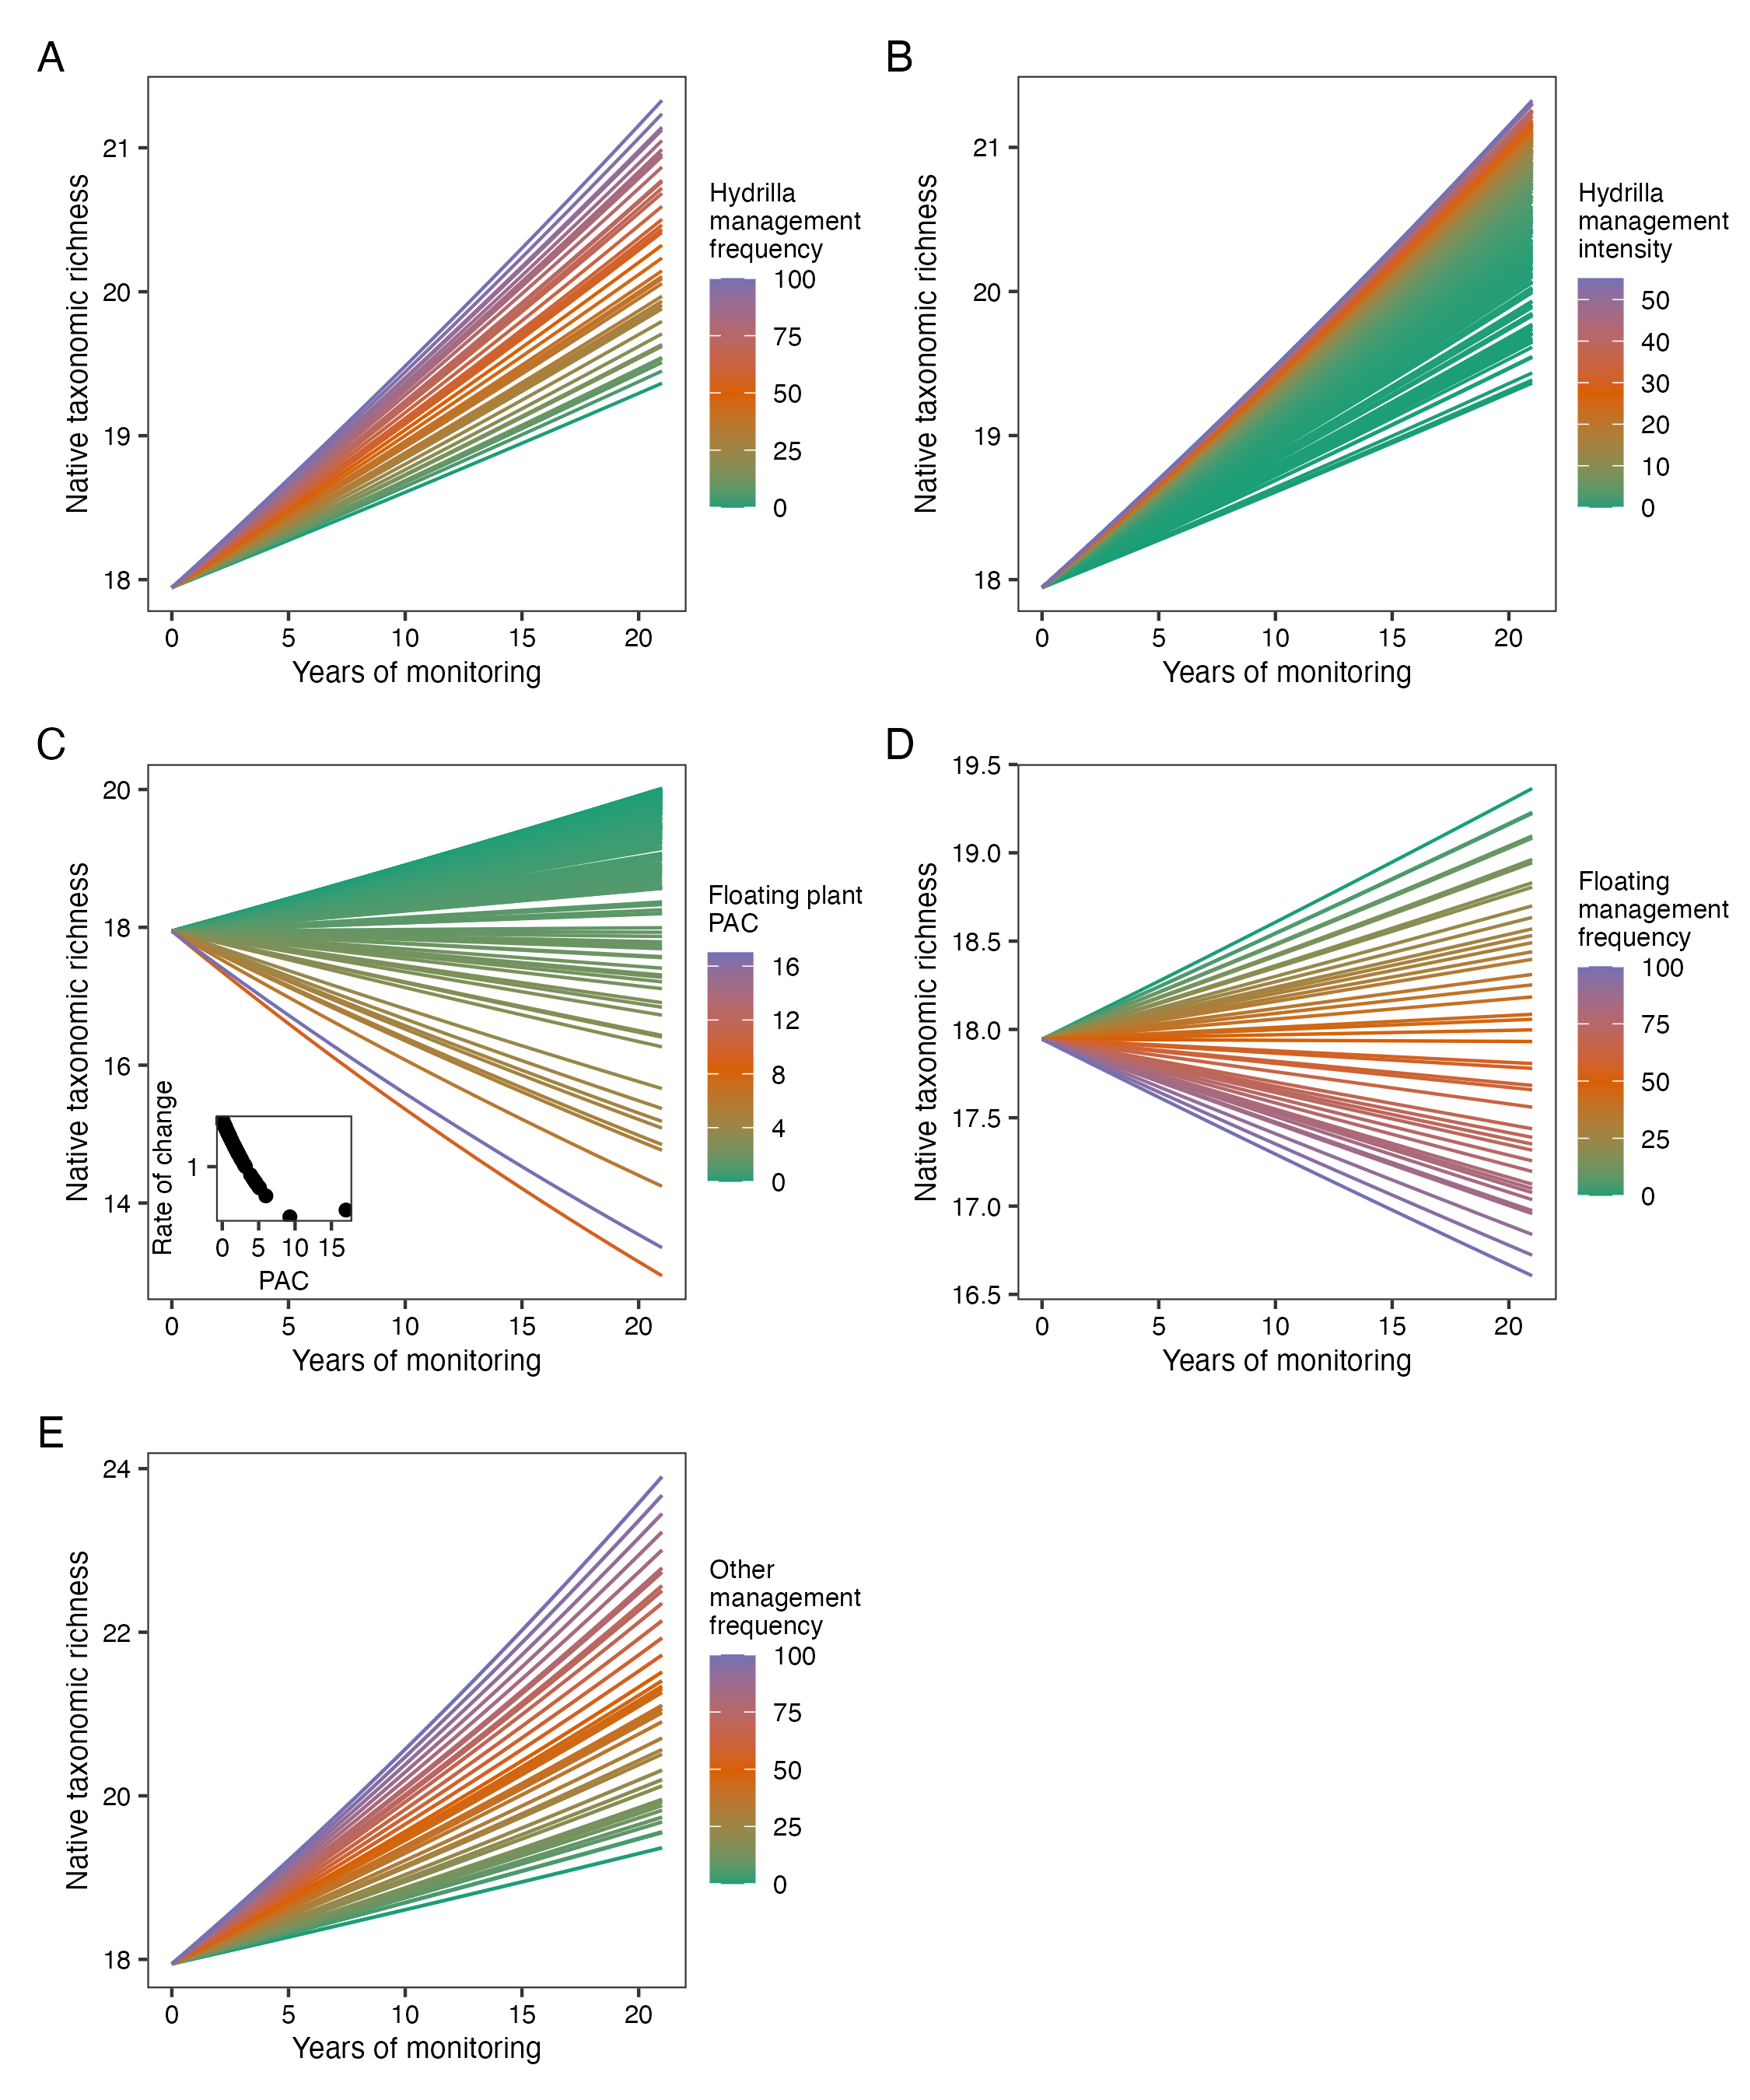 A
Native taxonomic richness
21
20
19
18
0 5 10 15 20
Years of monitoring
Hydrilla
management
frequency
100
75
50
25
0
B
Native taxonomic richness
21
20
19
18
0 5 10 15 20
Years of monitoring
Hydrilla
management
intensity
50
40
30
20
10
0
C
Native taxonomic richness
20
18
16
14
Rate of change
1
0 5 10 15
PAC
0 5 10 15 20
Years of monitoring
Floating plant
PAC
16
12
8
4
0
D
Native taxonomic richness
19.5
19.0
18.5
18.0
17.5
17.0
16.5
0 5 10 15 20
Years of monitoring
Floating
management
frequency
100
75
50
25
0
E
Native taxonomic richness
24
22
20
18
0 5 10 15 20
Years of monitoring
Other
management
frequency
100
75
50
25
0